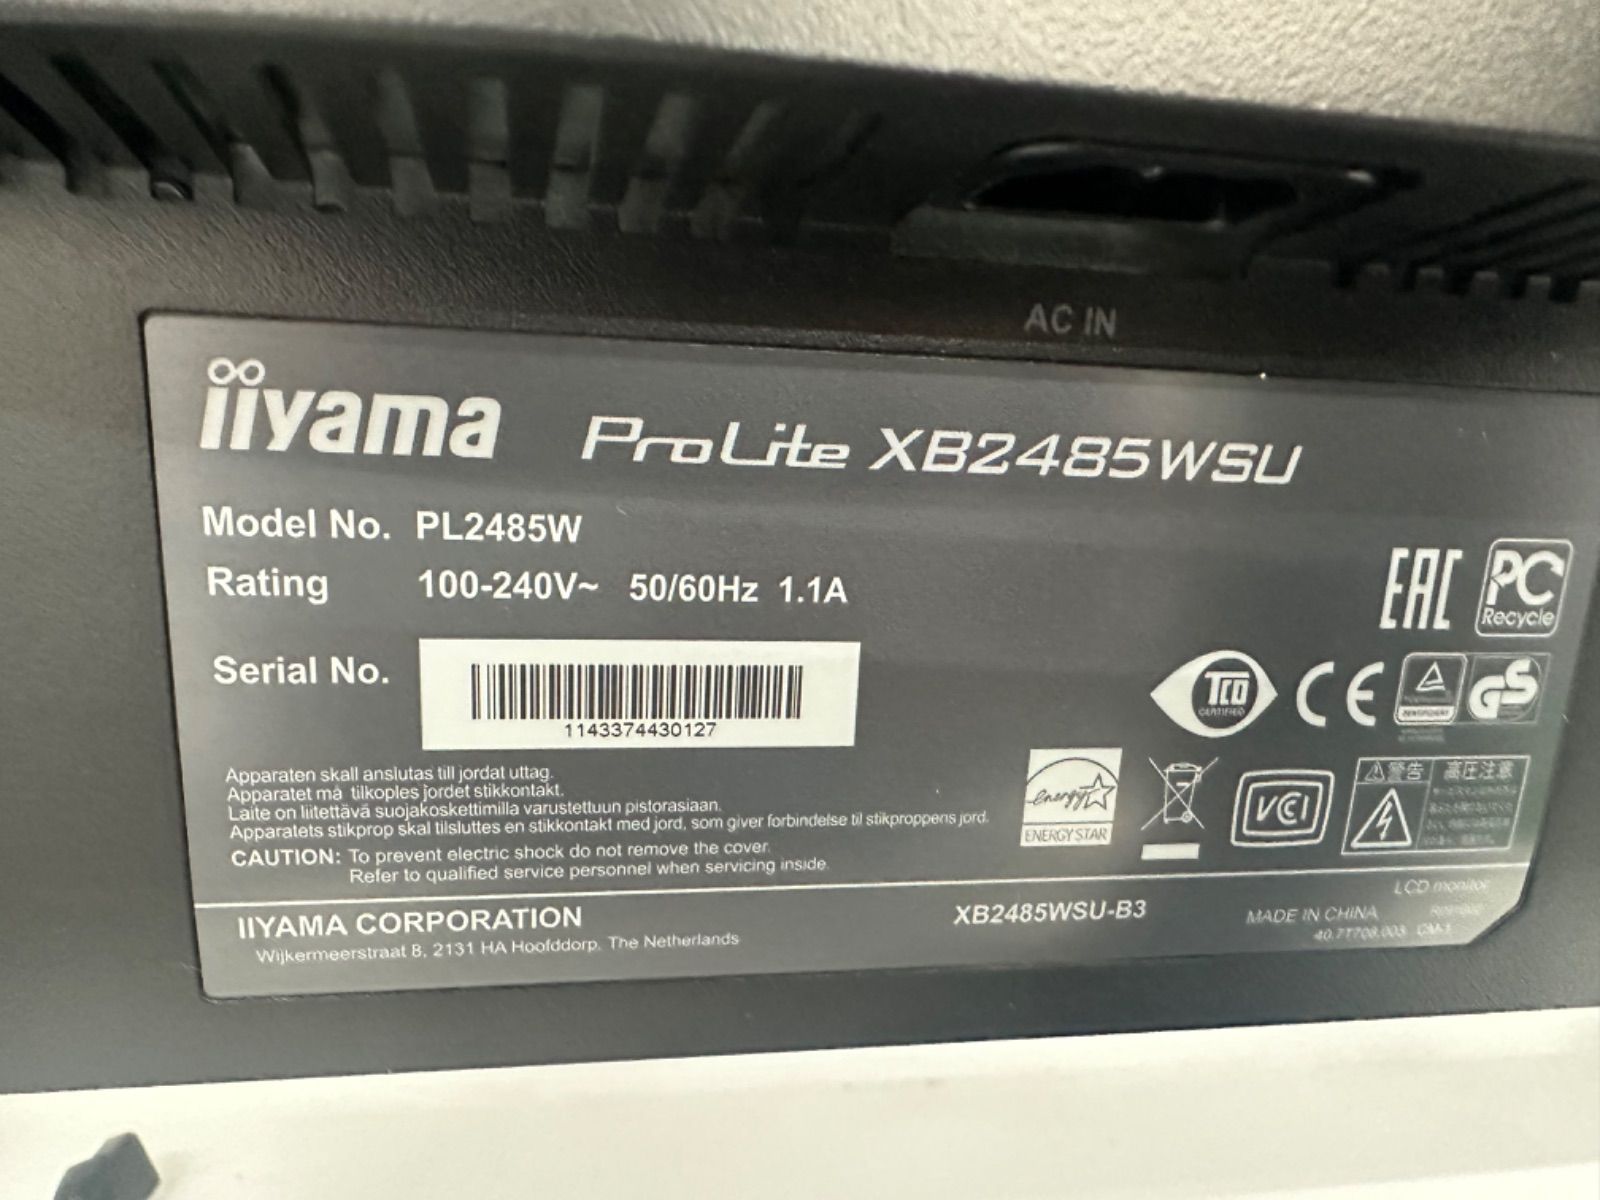 AC IN
iiyama ProLite XB2485WSU
Model No. PL2485W
Rating 100-240V~ 50/60Hz 1.1A
EAC PC Recycle
Serial No.
1143374430127
TCO CERTIFIED CE GS
Apparaten skall anslutas till jordat uttag.
Apparatet må tilkoples jordet stikkontakt.
Laite on liitettävä suojakoskettimilla varustettuun pistorasiaan.
Apparatets stikprop skal tilsluttes en stikkontakt med jord, som giver forbindelse til stikproppens jord.
energy
ENERGY STAR
VCCI
警告 高圧注意
CAUTION: To prevent electric shock do not remove the cover.
Refer to qualified service personnel when servicing inside.
LCD monitor
IIYAMA CORPORATION XB2485WSU-B3 MADE IN CHINA
Wijkermeerstraat 8, 2131 HA Hoofddorp, The Netherlands